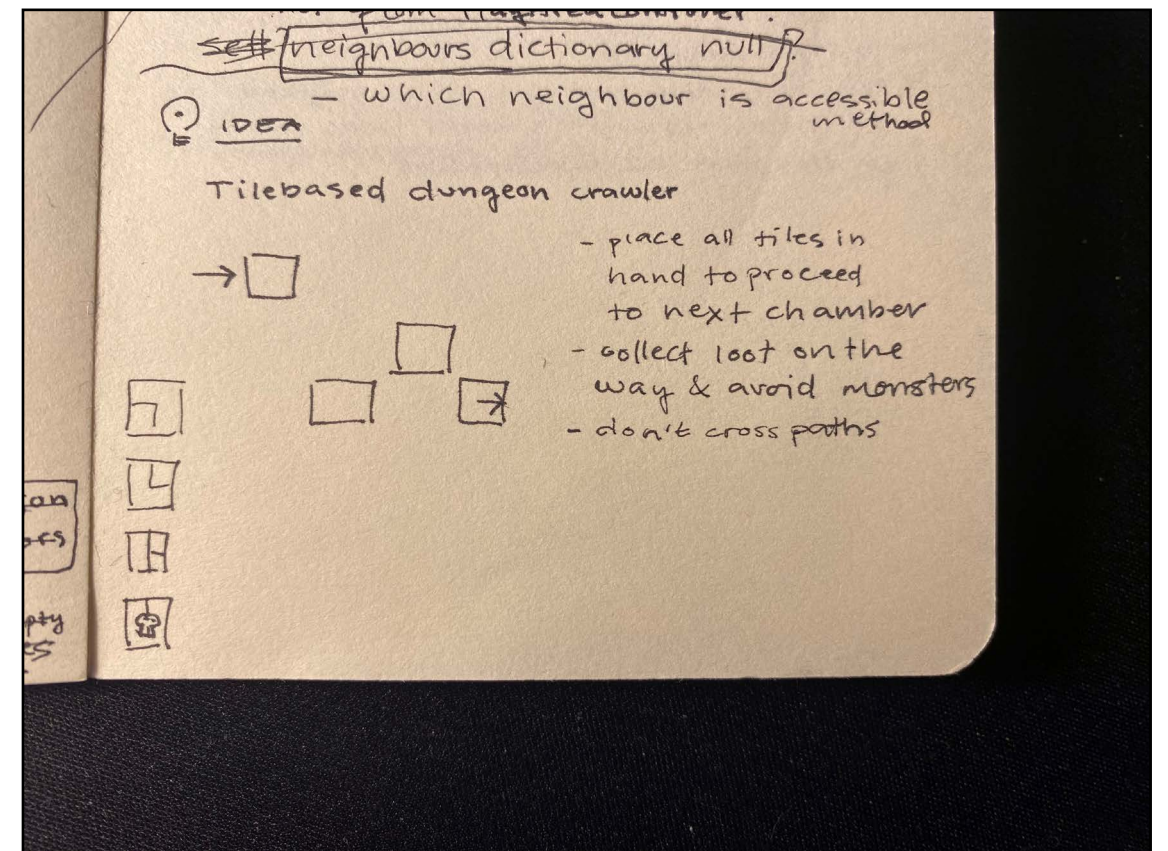 neighbours dictionary null?
- which neighbour is accessible
method
IDEA
Tilebased dungeon crawler
- place all tiles in
hand to proceed
to next chamber
- collect loot on the
way & avoid monsters
- don't cross paths